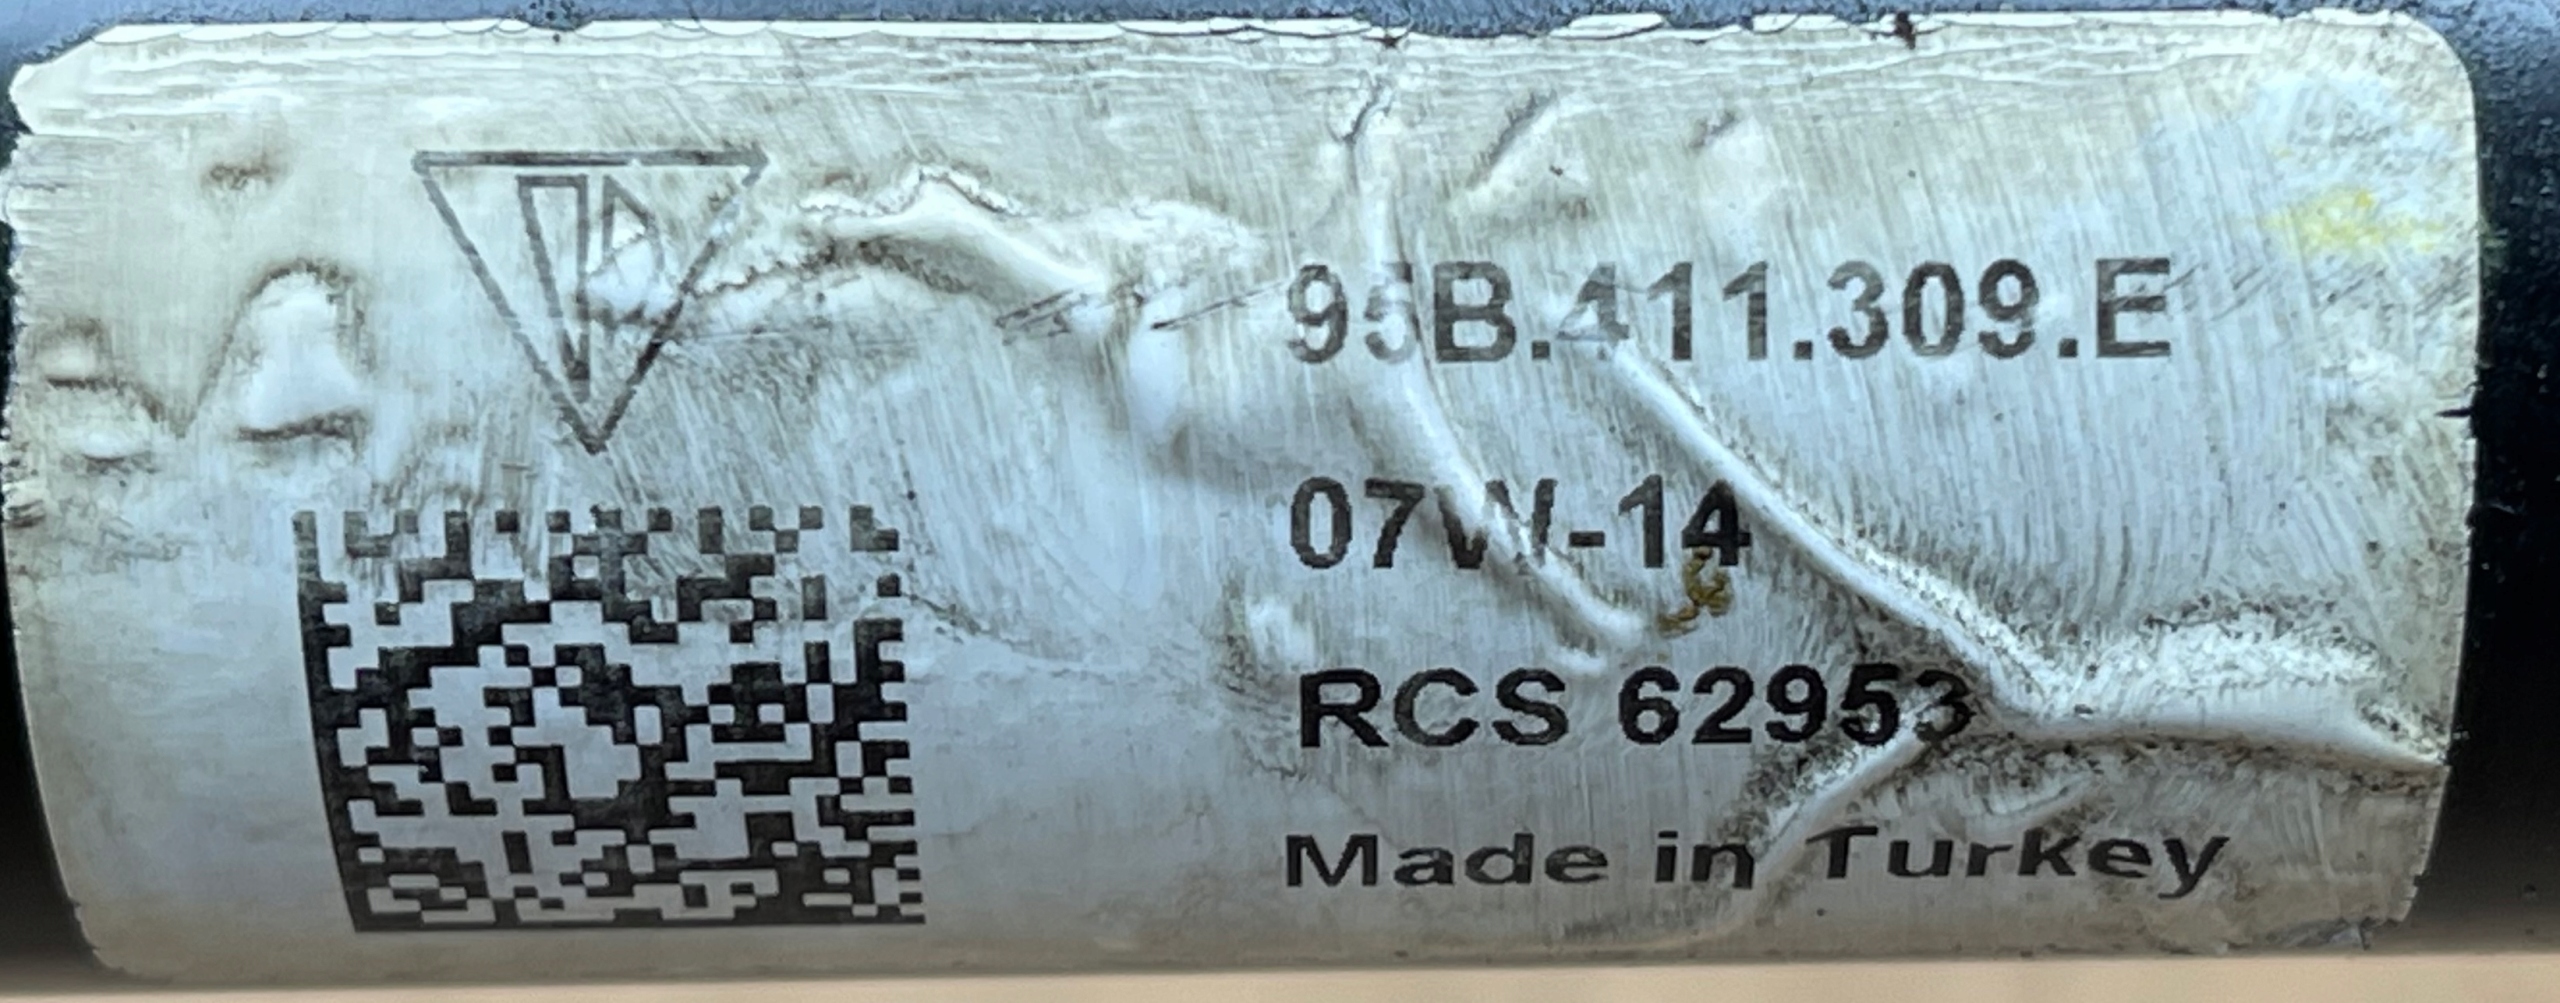 95B.411.309.E
07W-14
RCS 62953
Made in Turkey